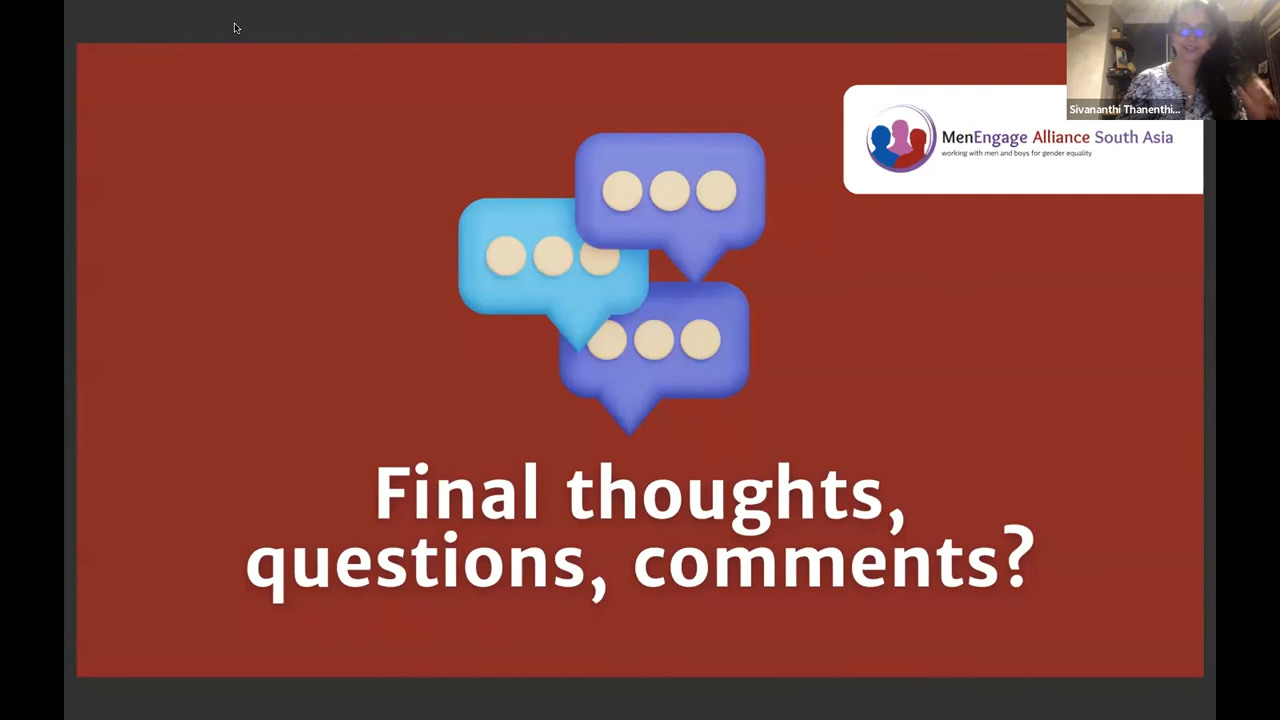 Sivananthi Thanenthi...
MenEngage Alliance South Asia
working with men and boys for gender equality
Final thoughts,
questions, comments?